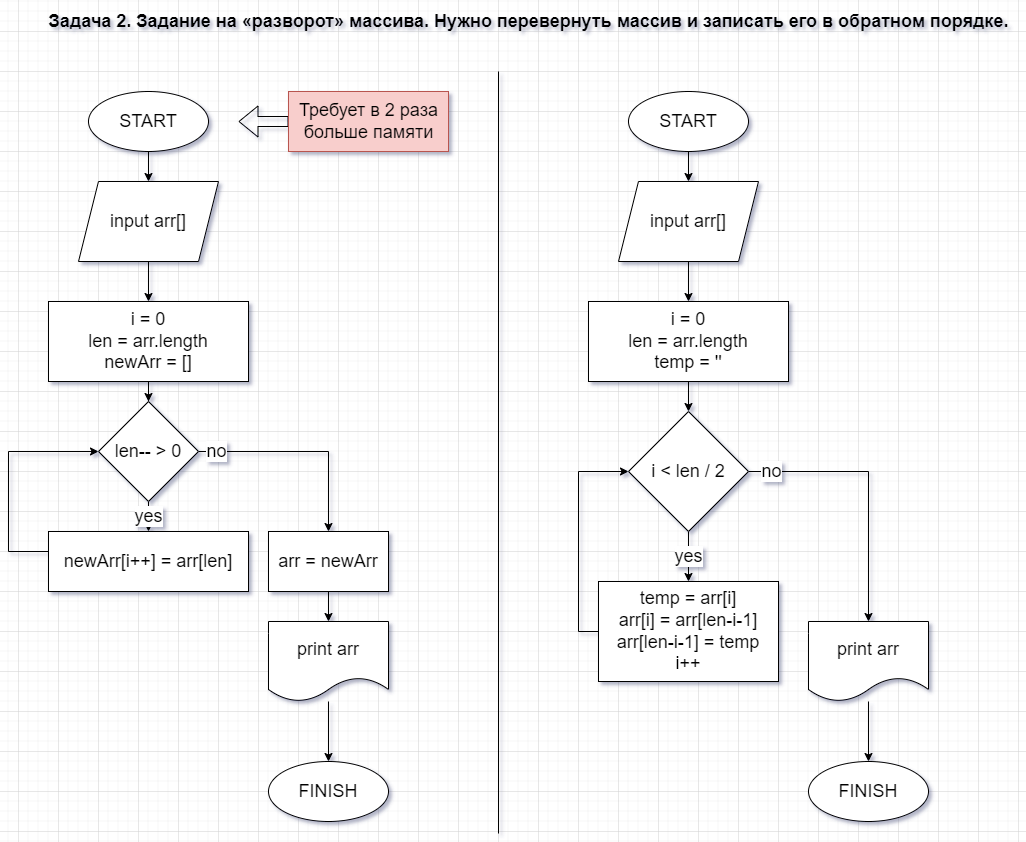 Задача 2. Задание на «разворот» массива. Нужно перевернуть массив и записать его в обратном порядке.
START
Требует в 2 раза
больше памяти
input arr[]
i = 0
len = arr.length
newArr = []
len-- > 0
no
yes
newArr[i++] = arr[len]
arr = newArr
print arr
FINISH
START
input arr[]
i = 0
len = arr.length
temp = ''
i < len / 2
no
yes
temp = arr[i]
arr[i] = arr[len-i-1]
arr[len-i-1] = temp
i++
print arr
FINISH